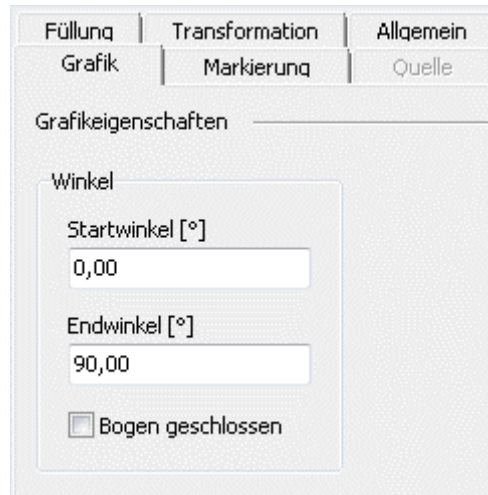 Füllung Transformation Allgemein
Grafik Markierung Quelle
Grafikeigenschaften
Winkel
Startwinkel [°]
0,00
Endwinkel [°]
90,00
Bogen geschlossen